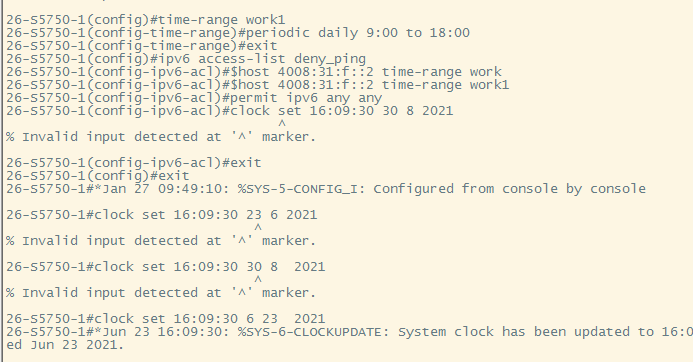 26-S5750-1(config)#time-range work1
26-S5750-1(config-time-range)#periodic daily 9:00 to 18:00
26-S5750-1(config-time-range)#exit
26-S5750-1(config)#ipv6 access-list deny_ping
26-S5750-1(config-ipv6-acl)#$host 4008:31:f::2 time-range work
26-S5750-1(config-ipv6-acl)#$host 4008:31:f::2 time-range work1
26-S5750-1(config-ipv6-acl)#permit ipv6 any any
26-S5750-1(config-ipv6-acl)#clock set 16:09:30 30 8 2021
^
% Invalid input detected at '^' marker.
26-S5750-1(config-ipv6-acl)#exit
26-S5750-1(config)#exit
26-S5750-1#*Jan 27 09:49:10: %SYS-5-CONFIG_I: Configured from console by console
26-S5750-1#clock set 16:09:30 23 6 2021
^
% Invalid input detected at '^' marker.
26-S5750-1#clock set 16:09:30 30 8  2021
^
% Invalid input detected at '^' marker.
26-S5750-1#clock set 16:09:30 6 23  2021
26-S5750-1#*Jun 23 16:09:30: %SYS-6-CLOCKUPDATE: System clock has been updated to 16:0
ed Jun 23 2021.